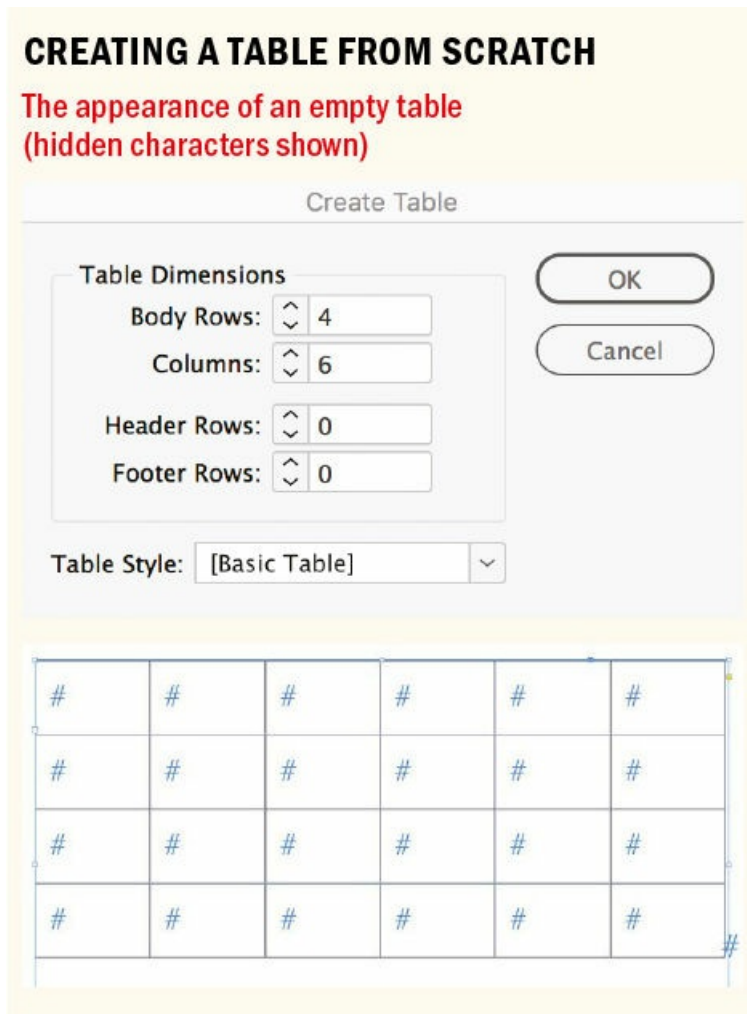 CREATING A TABLE FROM SCRATCH
The appearance of an empty table
(hidden characters shown)
Create Table
Table Dimensions
Body Rows: 4
Columns: 6
Header Rows: 0
Footer Rows: 0
OK
Cancel
Table Style: [Basic Table]
# # # # # #
# # # # # #
# # # # # #
# # # # # #
#